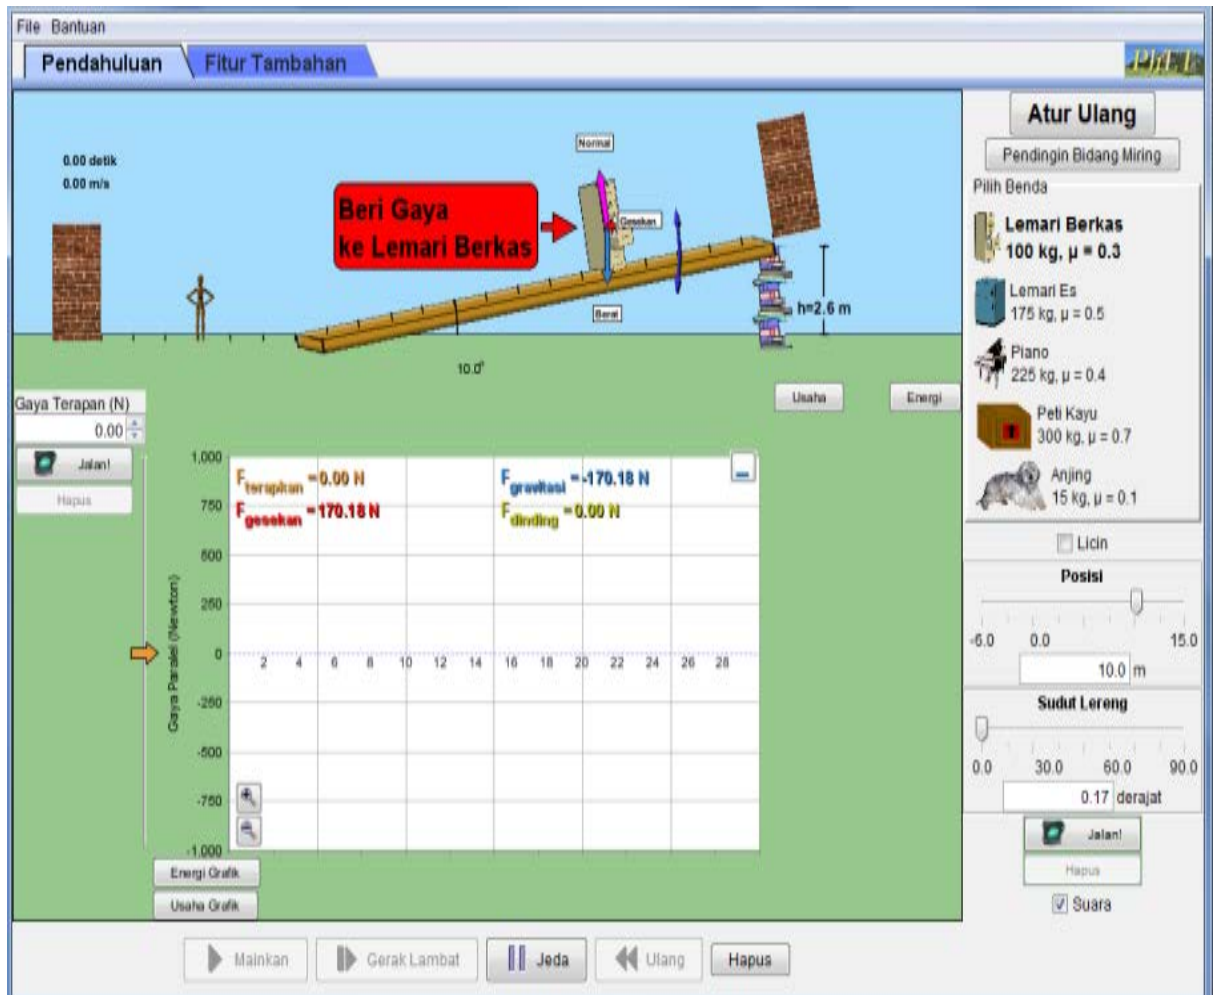 File Bantuan
Pendahuluan
Fitur Tambahan
PhET
0.00 detik
0.00 m/s
Normal
Beri Gaya
ke Lemari Berkas
Gesekan
Berat
h=2.6 m
10.0°
Usaha
Energi
Gaya Terapan (N)
0.00
Jalan!
Hapus
F terapkan = 0.00 N
F gravitasi = -170.18 N
F gesekan = 170.18 N
F dinding = 0.00 N
Gaya Paralel (Newton)
1,000
750
500
250
0
-250
-500
-750
-1,000
2 4 6 8 10 12 14 16 18 20 22 24 26 28
Energi Grafik
Usaha Grafik
Atur Ulang
Pendingin Bidang Miring
Pilih Benda
Lemari Berkas
100 kg, μ = 0.3
Lemari Es
175 kg, μ = 0.5
Piano
225 kg, μ = 0.4
Peti Kayu
300 kg, μ = 0.7
Anjing
15 kg, μ = 0.1
Licin
Posisi
-6.0 0.0 15.0
10.0 m
Sudut Lereng
0.0 30.0 60.0 90.0
0.17 derajat
Jalan!
Hapus
Suara
Mainkan
Gerak Lambat
Jeda
Ulang
Hapus